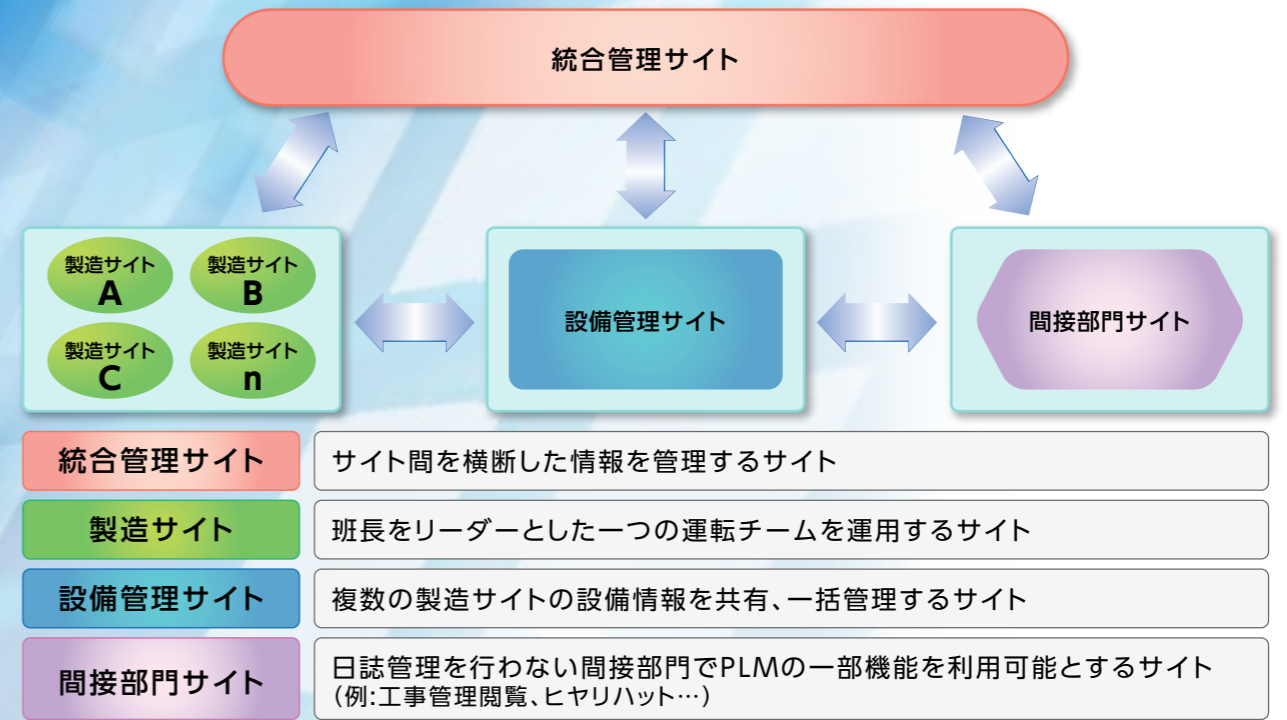 統合管理サイト
製造サイト
A
製造サイト
B
製造サイト
C
製造サイト
n
設備管理サイト
間接部門サイト
統合管理サイト
サイト間を横断した情報を管理するサイト
製造サイト
班長をリーダーとした一つの運転チームを運用するサイト
設備管理サイト
複数の製造サイトの設備情報を共有、一括管理するサイト
間接部門サイト
日誌管理を行わない間接部門でPLMの一部機能を利用可能とするサイト
（例:工事管理閲覧、ヒヤリハット…）